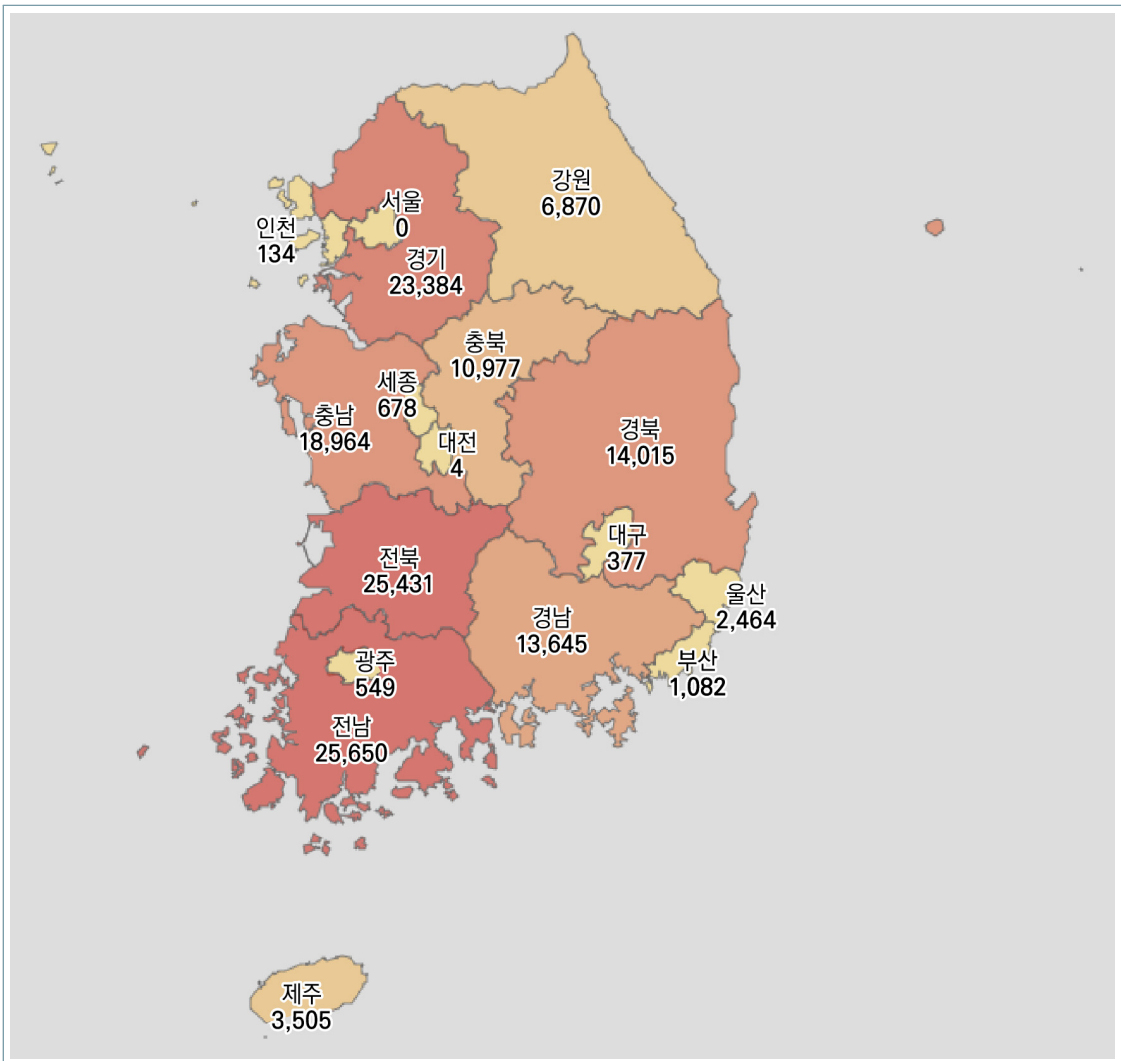 강원
6,870
서울
0
인천
134
경기
23,384
충북
10,977
세종
678
충남
18,964
대전
4
경북
14,015
대구
377
전북
25,431
울산
2,464
경남
13,645
부산
1,082
광주
549
전남
25,650
제주
3,505